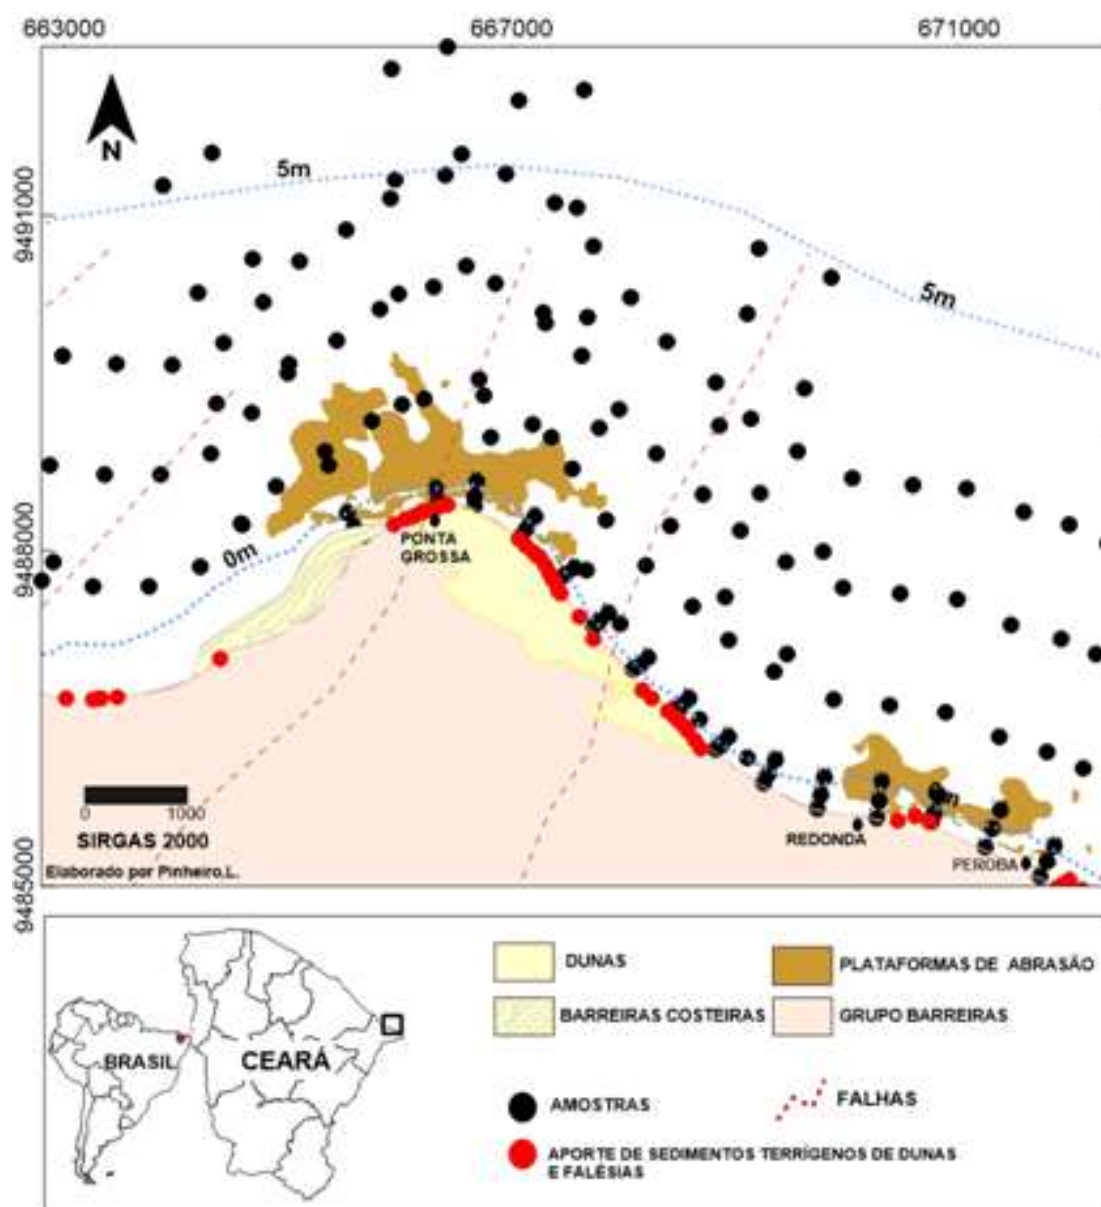 663000 667000 671000
N
5m
9491000
5m
PONTA
GROSSA
0m
9488000
0 1000
SIRGAS 2000
REDONDA
PEROBA
Elaborado por Pinheiro,L.
9485000
DUNAS
PLATAFORMAS DE ABRASÃO
BARREIRAS COSTEIRAS
GRUPO BARREIRAS
BRASIL
CEARÁ
AMOSTRAS
FALHAS
APORTE DE SEDIMENTOS TERRÍGENOS DE DUNAS
E FALÉSIAS